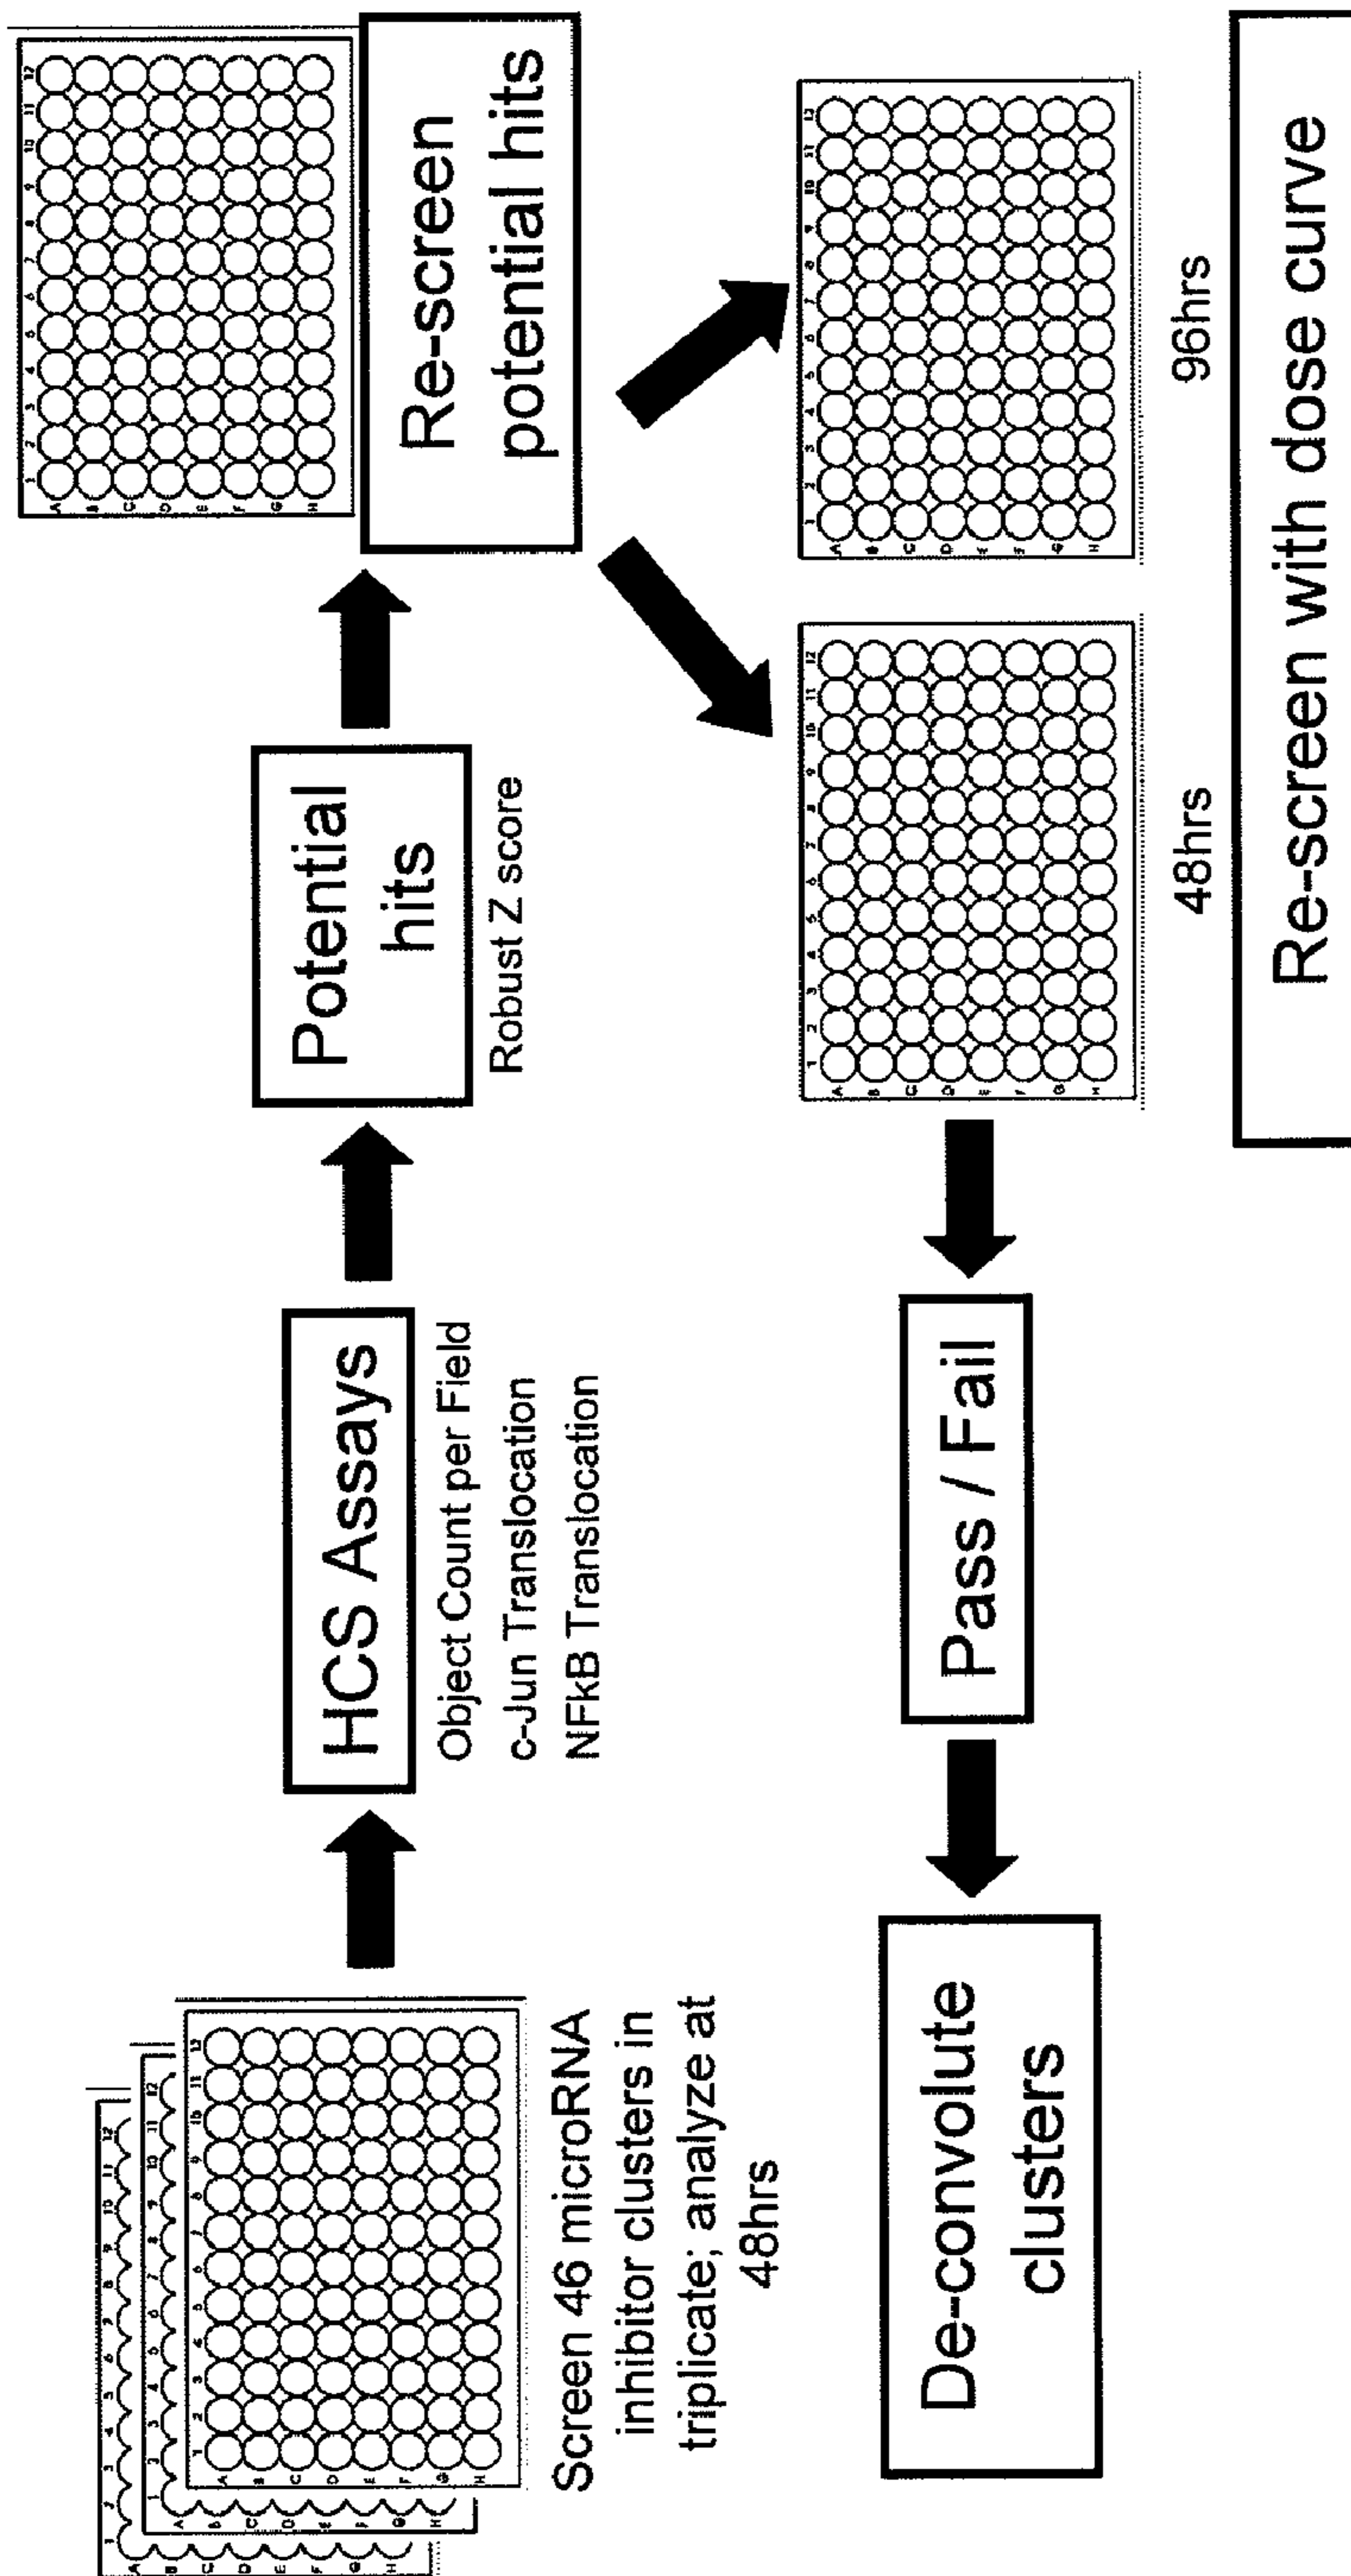 Screen 46 microRNA
inhibitor clusters in
triplicate; analyze at
48hrs
HCS Assays
Object Count per Field
c-Jun Translocation
NFkB Translocation
Potential
hits
Robust Z score
Re-screen
potential hits
48hrs
96hrs
Re-screen with dose curve
Pass / Fail
De-convolute
clusters